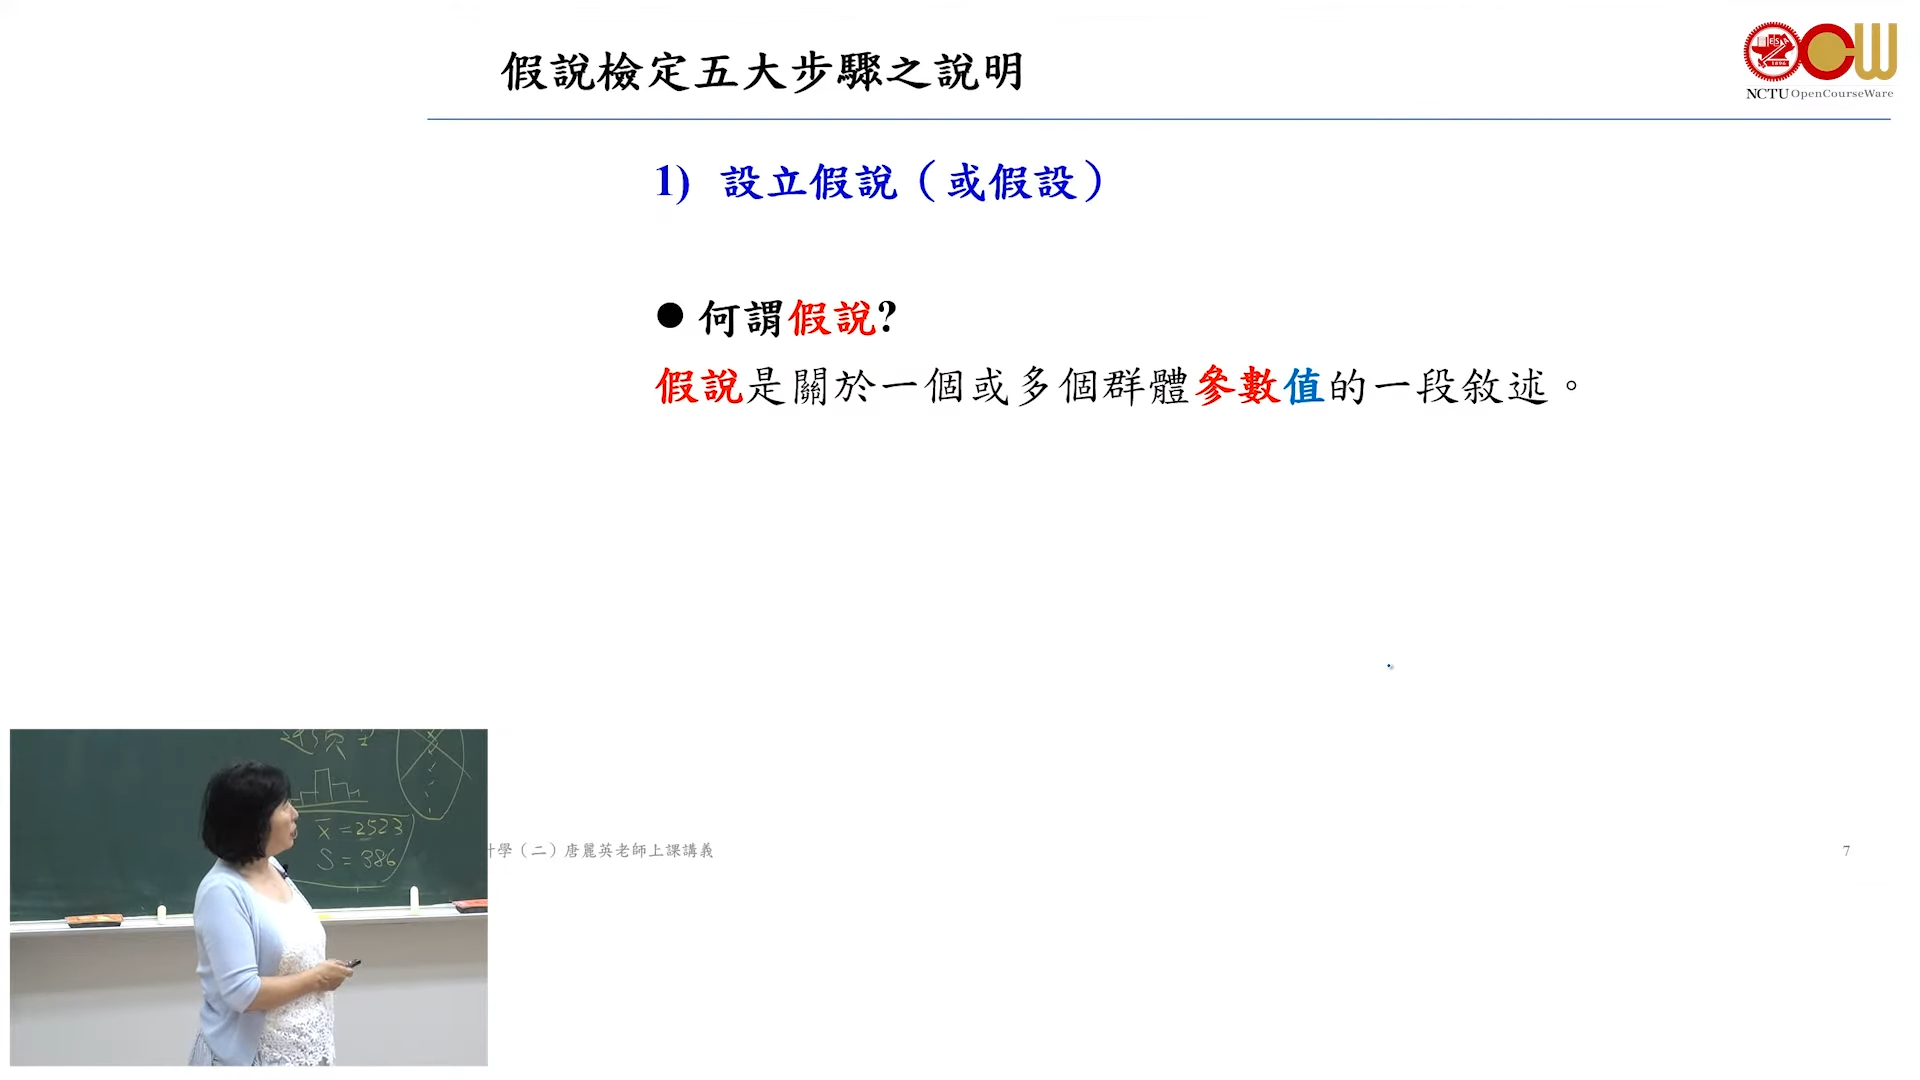 假說檢定五大步驟之說明
NCTU OpenCourseWare
1) 設立假說（或假設）
● 何謂假說?
假說是關於一個或多個群體參數值的一段敘述。
x̄ = 2523
S = 386
計學（二）唐麗英老師上課講義
7